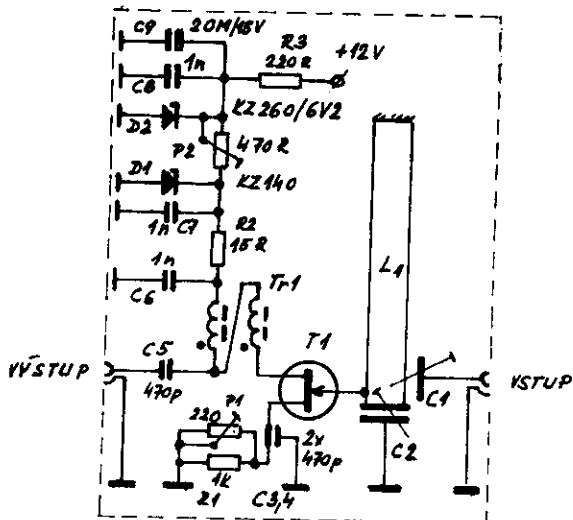 C9
20M/15V
R3
+12V
220R
1n
C8
KZ260/6V2
D2
P2
470R
D1
KZ140
1n
C7
R2
15R
1n
Tr1
C6
L1
T1
C5
VÝSTUP
470p
VSTUP
C1
P1
220
2x
470p
C2
1k
R1
C3,4